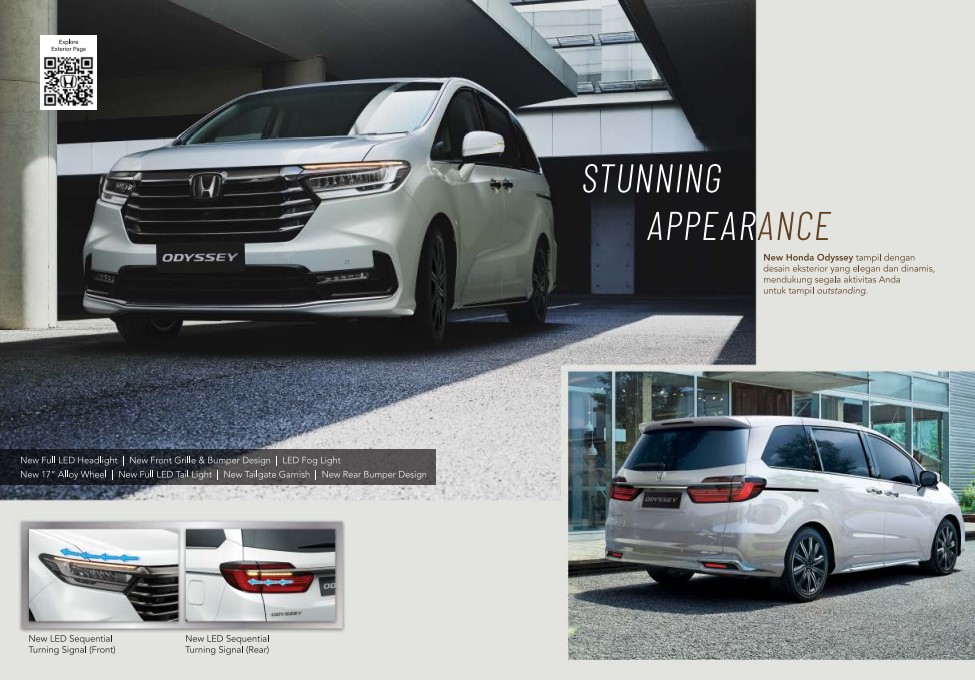 Explore
Exterior Page
ODYSSEY
STUNNING
APPEARANCE
New Honda Odyssey tampil dengan
desain eksterior yang elegan dan dinamis,
mendukung segala aktivitas Anda
untuk tampil outstanding.
New Full LED Headlight | New Front Grille & Bumper Design | LED Fog Light
New 17" Alloy Wheel | New Full LED Tail Light | New Tailgate Garnish | New Rear Bumper Design
ODYSSEY
ODYSSEY
New LED Sequential
Turning Signal (Front)
New LED Sequential
Turning Signal (Rear)